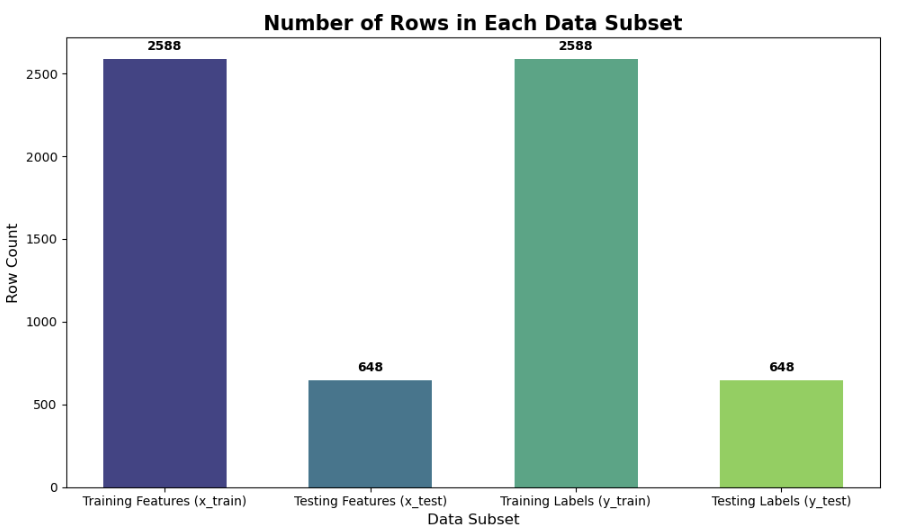 Number of Rows in Each Data Subset
2588
2588
648
648
2500
2000
1500
1000
500
0
Row Count
Training Features (x_train)
Testing Features (x_test)
Training Labels (y_train)
Testing Labels (y_test)
Data Subset